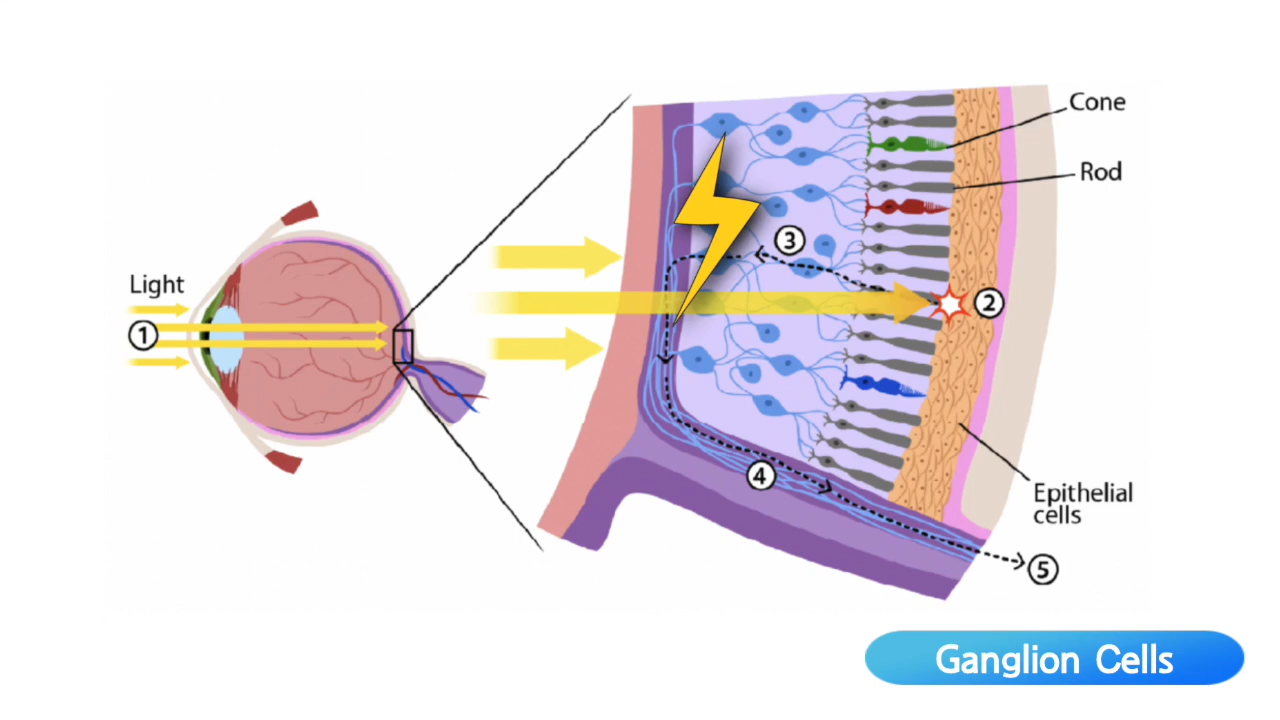 Cone
Rod
③
Light
①
②
④
Epithelial
cells
⑤
Ganglion Cells